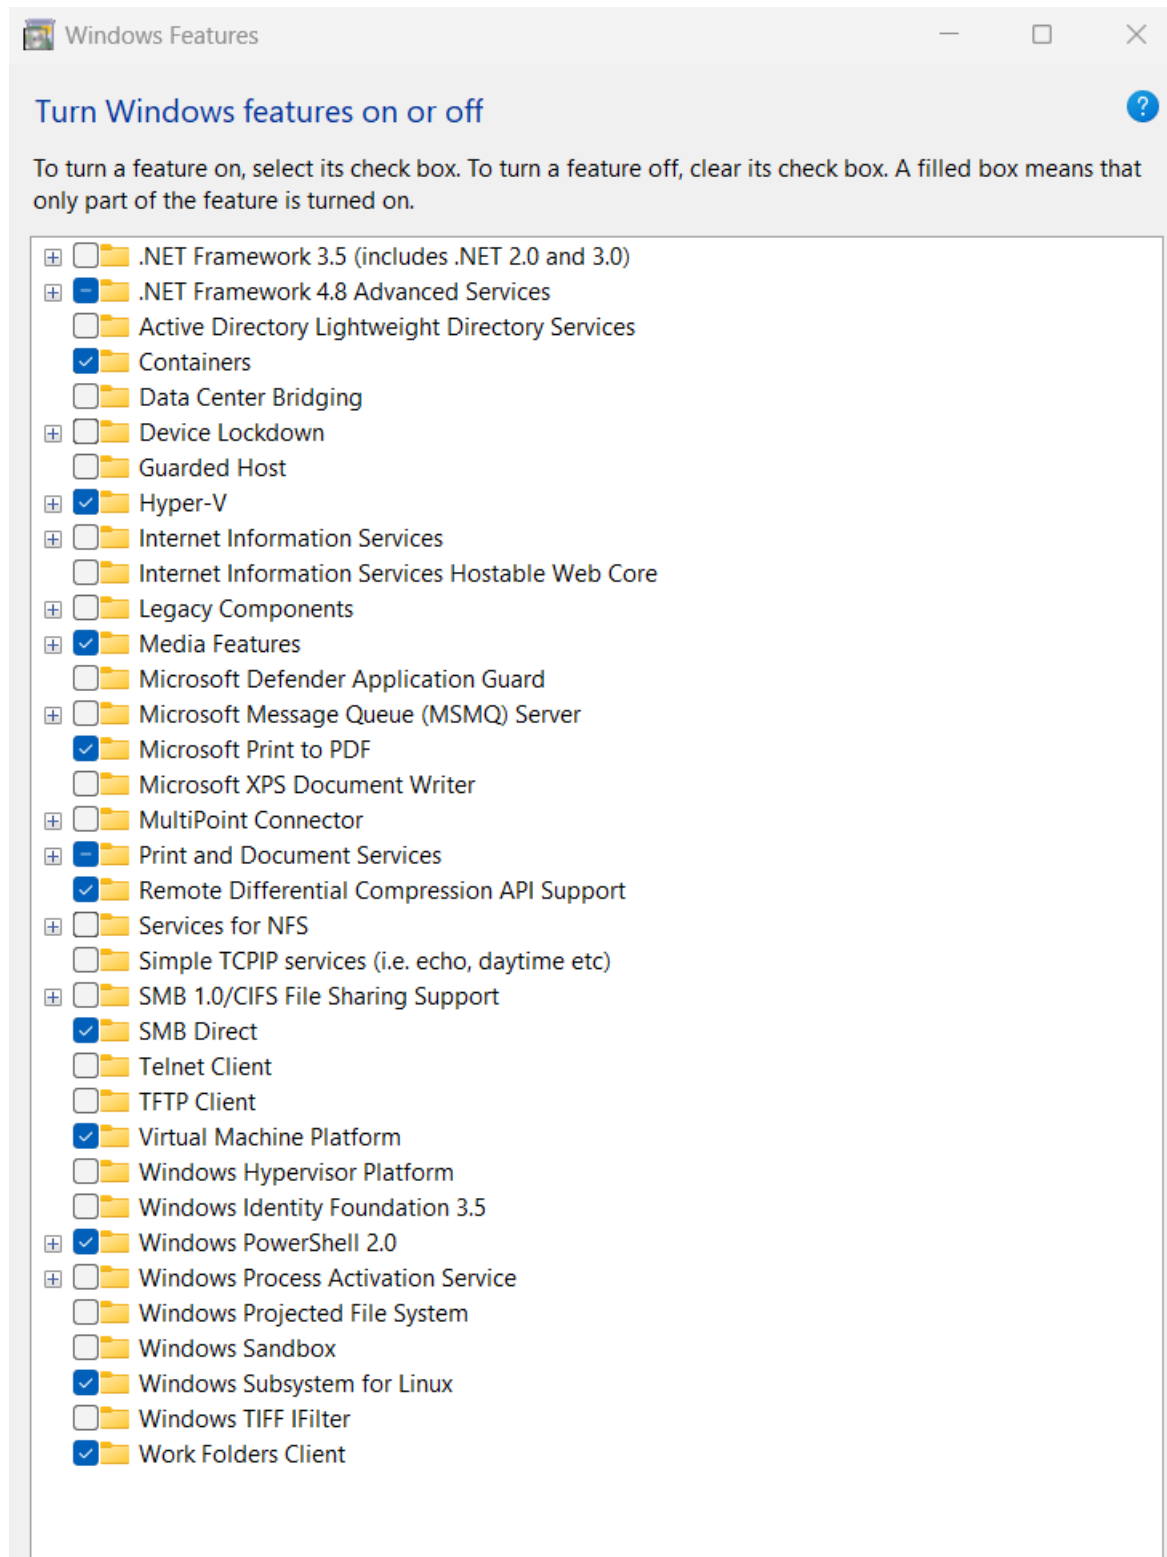 Windows Features
Turn Windows features on or off
To turn a feature on, select its check box. To turn a feature off, clear its check box. A filled box means that
only part of the feature is turned on.
.NET Framework 3.5 (includes .NET 2.0 and 3.0)
.NET Framework 4.8 Advanced Services
Active Directory Lightweight Directory Services
Containers
Data Center Bridging
Device Lockdown
Guarded Host
Hyper-V
Internet Information Services
Internet Information Services Hostable Web Core
Legacy Components
Media Features
Microsoft Defender Application Guard
Microsoft Message Queue (MSMQ) Server
Microsoft Print to PDF
Microsoft XPS Document Writer
MultiPoint Connector
Print and Document Services
Remote Differential Compression API Support
Services for NFS
Simple TCPIP services (i.e. echo, daytime etc)
SMB 1.0/CIFS File Sharing Support
SMB Direct
Telnet Client
TFTP Client
Virtual Machine Platform
Windows Hypervisor Platform
Windows Identity Foundation 3.5
Windows PowerShell 2.0
Windows Process Activation Service
Windows Projected File System
Windows Sandbox
Windows Subsystem for Linux
Windows TIFF IFilter
Work Folders Client